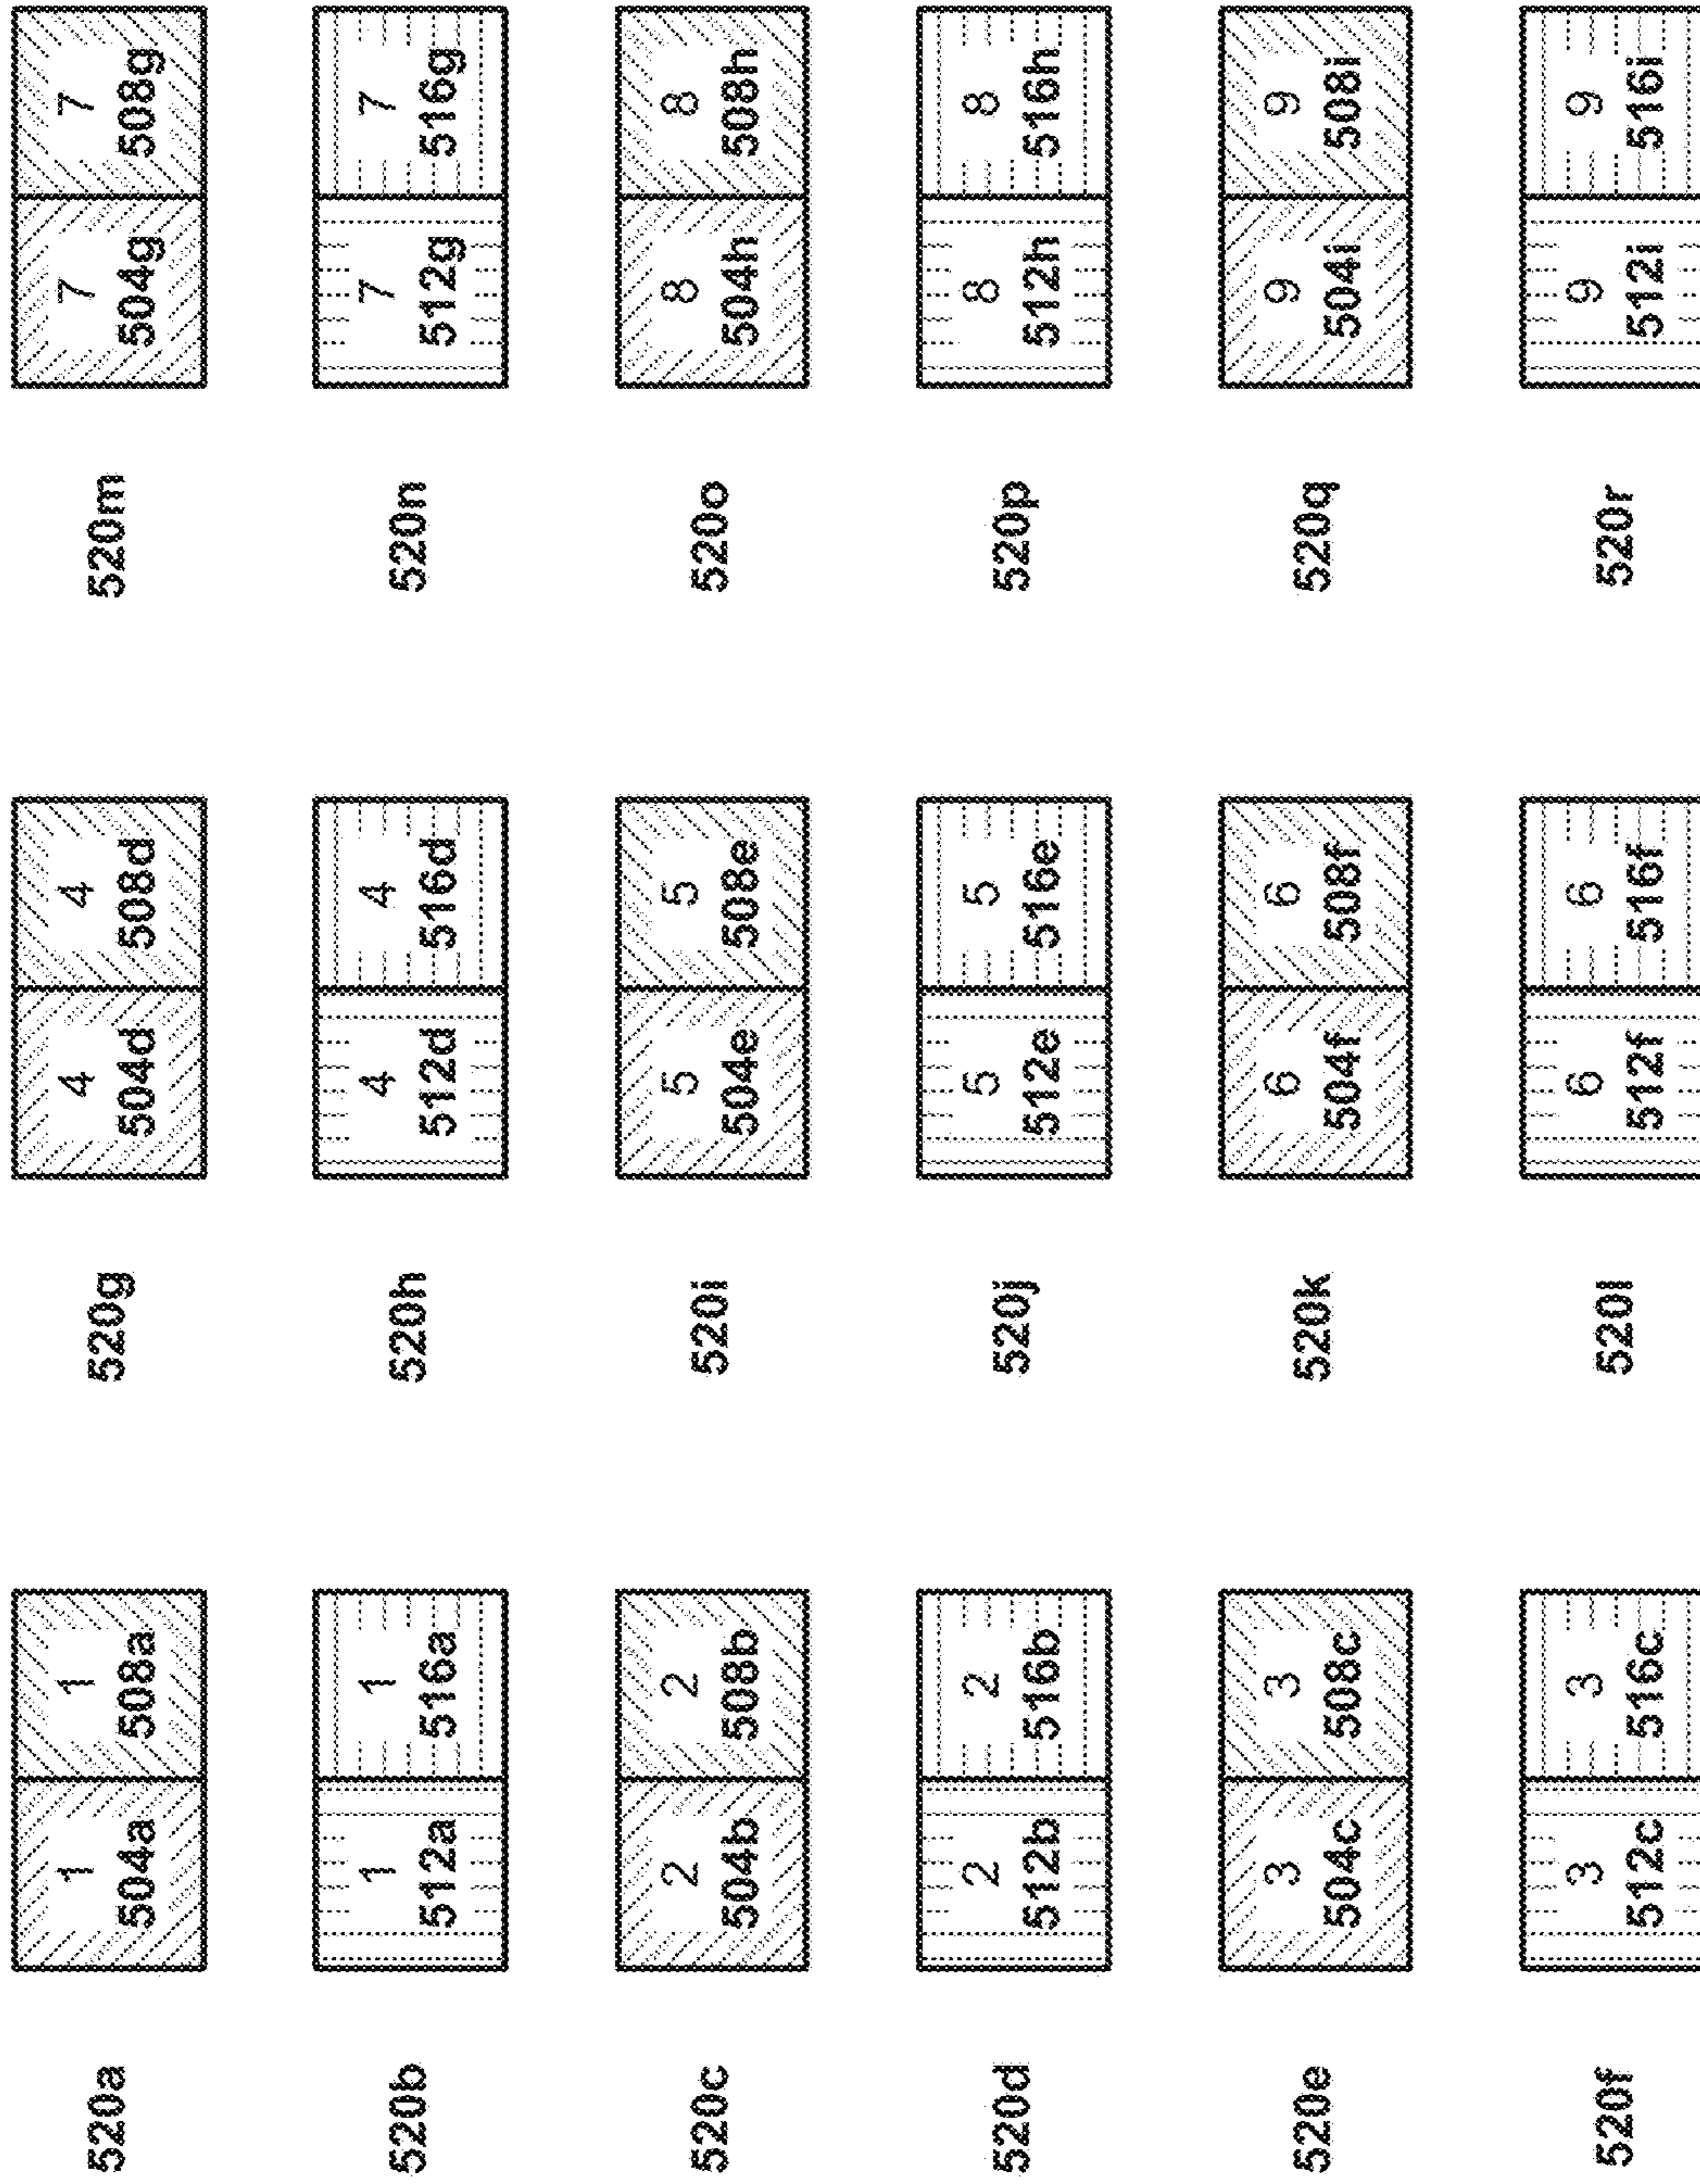 520a 1 504a 1 508a 520g 4 504d 4 508d 520m 7 504g 7 508g
520b 1 512a 1 516a 520h 4 512d 4 516d 520n 7 512g 7 516g
520c 2 504b 2 508b 520i 5 504e 5 508e 520o 8 504h 8 508h
520d 2 512b 2 516b 520j 5 512e 5 516e 520p 8 512h 8 516h
520e 3 504c 3 508c 520k 6 504f 6 508f 520q 9 504i 9 508i
520f 3 512c 3 516c 520l 6 512f 6 516f 520r 9 512i 9 516i